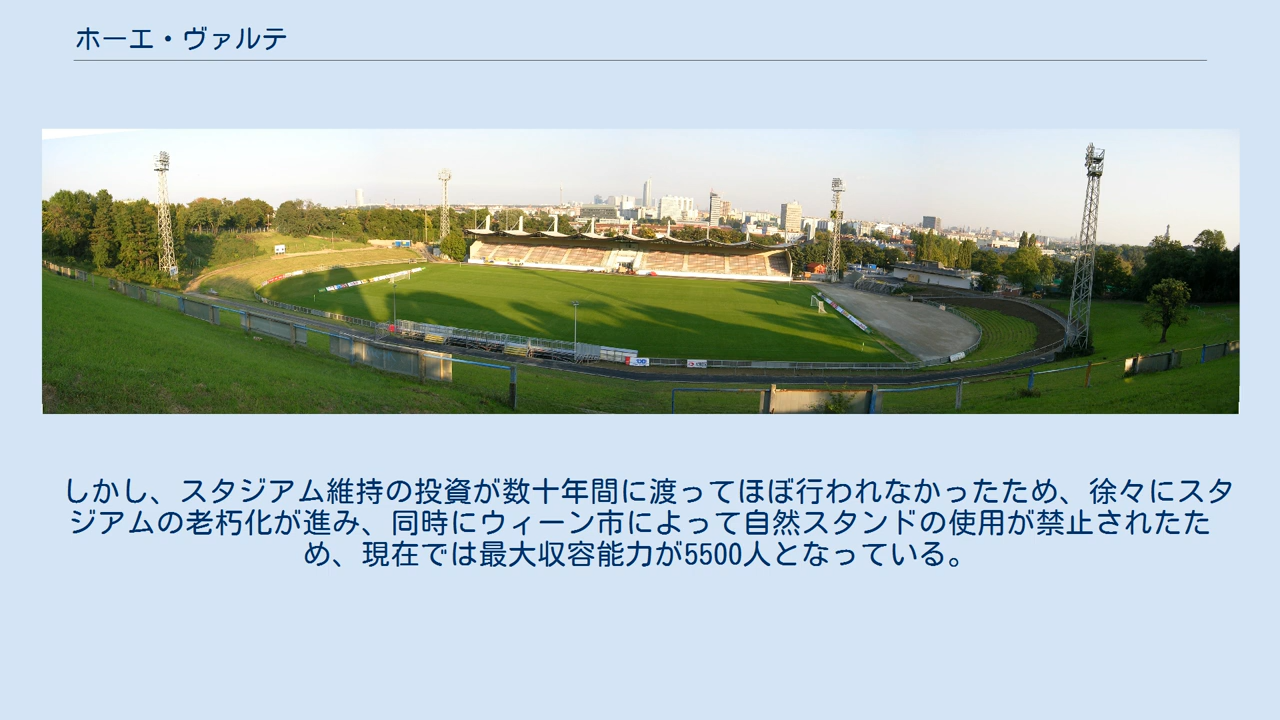 ホーエ・ヴァルテ
しかし、スタジアム維持の投資が数十年間に渡ってほぼ行われなかったため、徐々にスタ
ジアムの老朽化が進み、同時にウィーン市によって自然スタンドの使用が禁止されたた
め、現在では最大収容能力が5500人となっている。